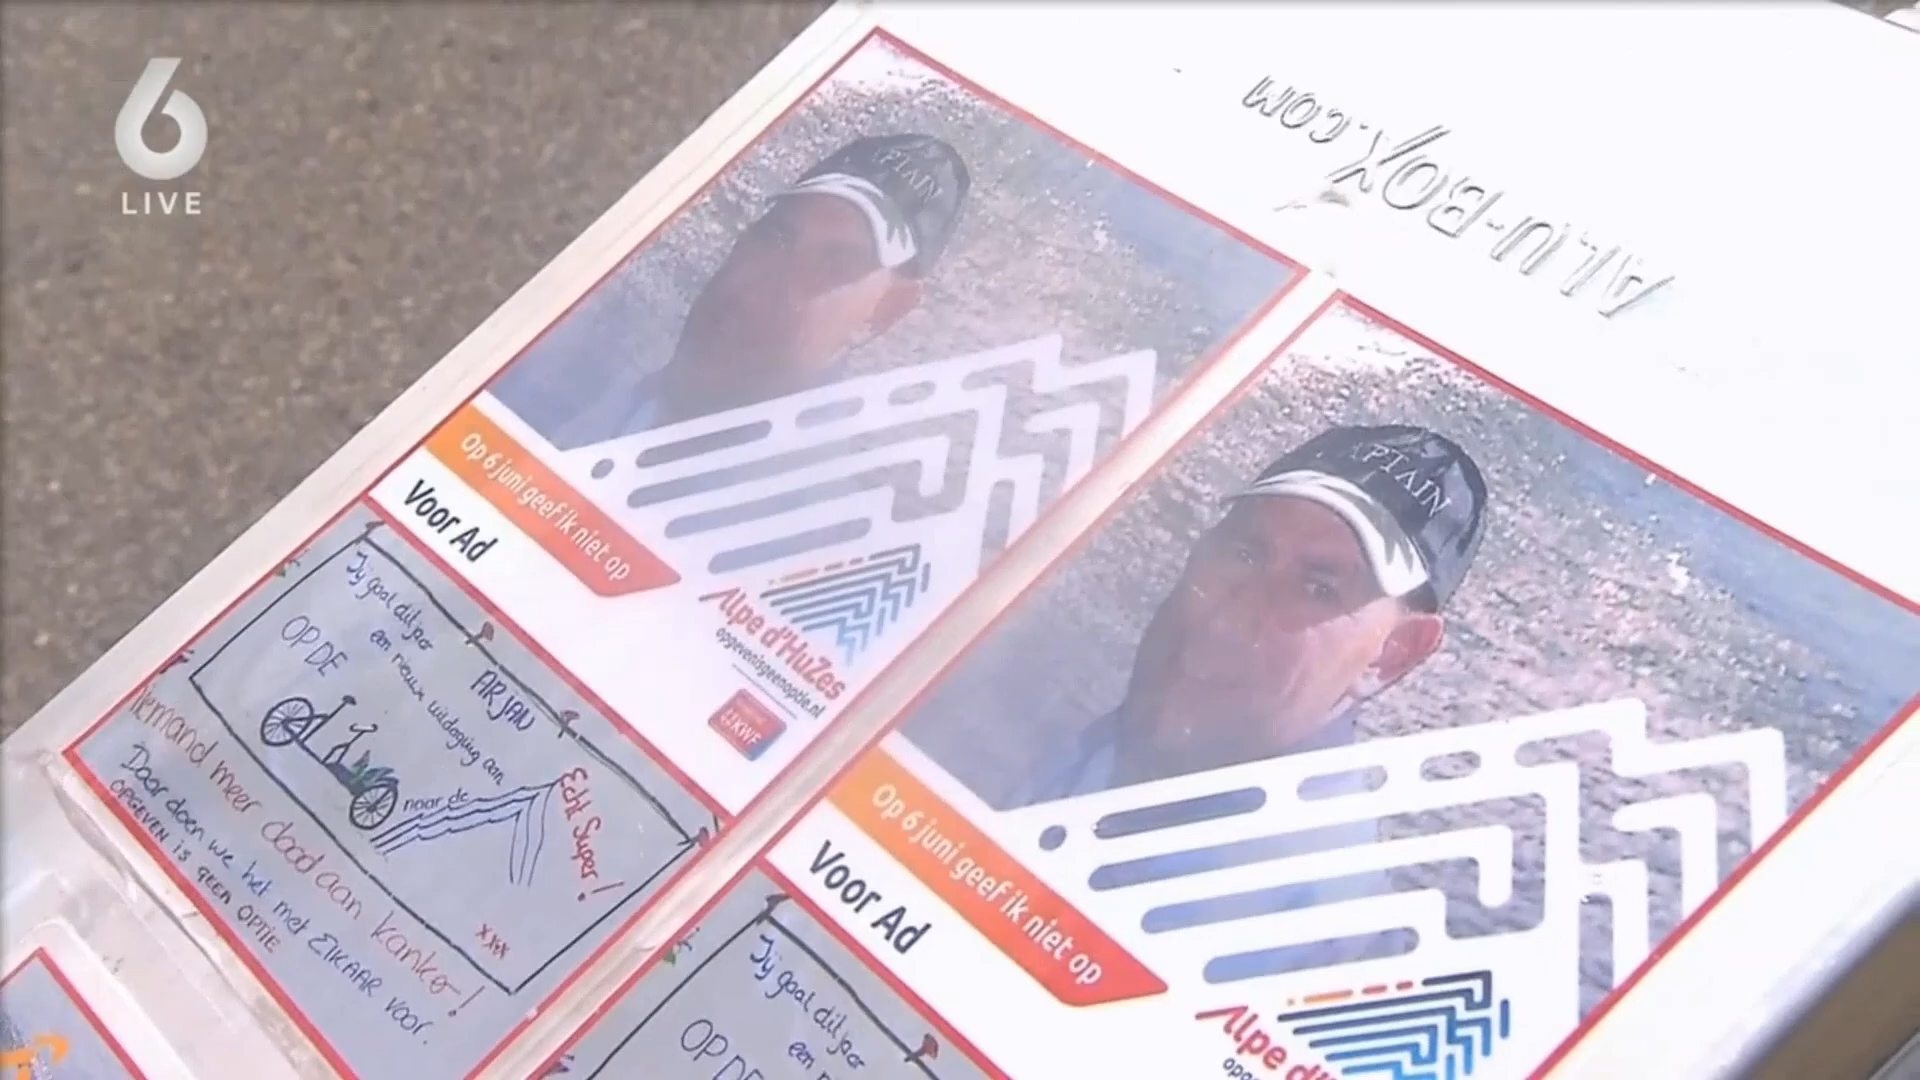 6
LIVE
ALU-BOX.COM
APTAIN
Op 6 juni geef ik niet op
Voor Ad
Alpe d'HuZes
opgevenisgeenoptie.nl
KWF
Jij gaat dit jaar
een nieuwe uitdaging aan
ARJAN
OP DE
naar de
Echt Super!
xxx
Niemand meer dood aan kanker!
Daar doen we het met Elkaar voor.
OPGEVEN IS GEEN OPTIE
APTAIN
Op 6 juni geef ik niet op
Voor Ad
Alpe d'
Jij gaat dit jaar
een
OP DE